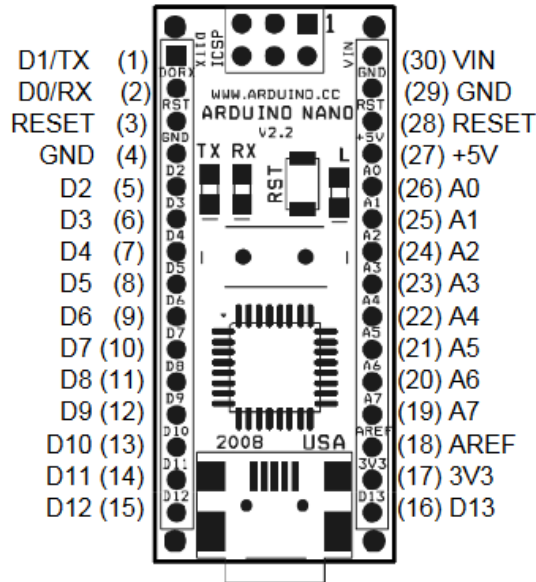 D1/TX (1)
D0/RX (2)
RESET (3)
GND (4)
D2 (5)
D3 (6)
D4 (7)
D5 (8)
D6 (9)
D7 (10)
D8 (11)
D9 (12)
D10 (13)
D11 (14)
D12 (15)
D1TX
ICSP
1
VIN
DORX
RST
GND
D2
D3
D4
D5
D6
D7
D8
D9
D10
D11
D12
WWW.ARDUINO.CC
ARDUINO NANO
V2.2
TX RX
RST
L
2008 USA
GND
RST
+5V
A0
A1
A2
A3
A4
A5
A6
A7
AREF
3V3
D13
(30) VIN
(29) GND
(28) RESET
(27) +5V
(26) A0
(25) A1
(24) A2
(23) A3
(22) A4
(21) A5
(20) A6
(19) A7
(18) AREF
(17) 3V3
(16) D13